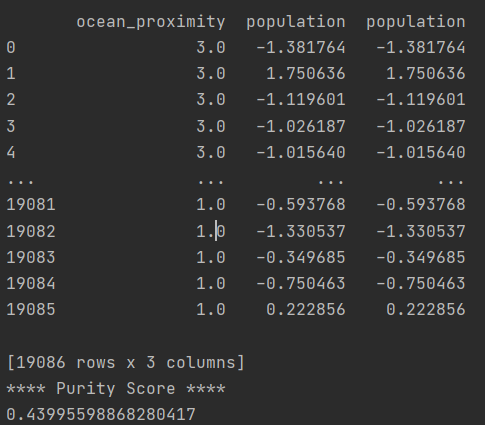 ocean_proximity population population
0 3.0 -1.381764 -1.381764
1 3.0 1.750636 1.750636
2 3.0 -1.119601 -1.119601
3 3.0 -1.026187 -1.026187
4 3.0 -1.015640 -1.015640
... ... ... ...
19081 1.0 -0.593768 -0.593768
19082 1.0 -1.330537 -1.330537
19083 1.0 -0.349685 -0.349685
19084 1.0 -0.750463 -0.750463
19085 1.0 0.222856 0.222856
[19086 rows x 3 columns]
**** Purity Score ****
0.43995598868280417